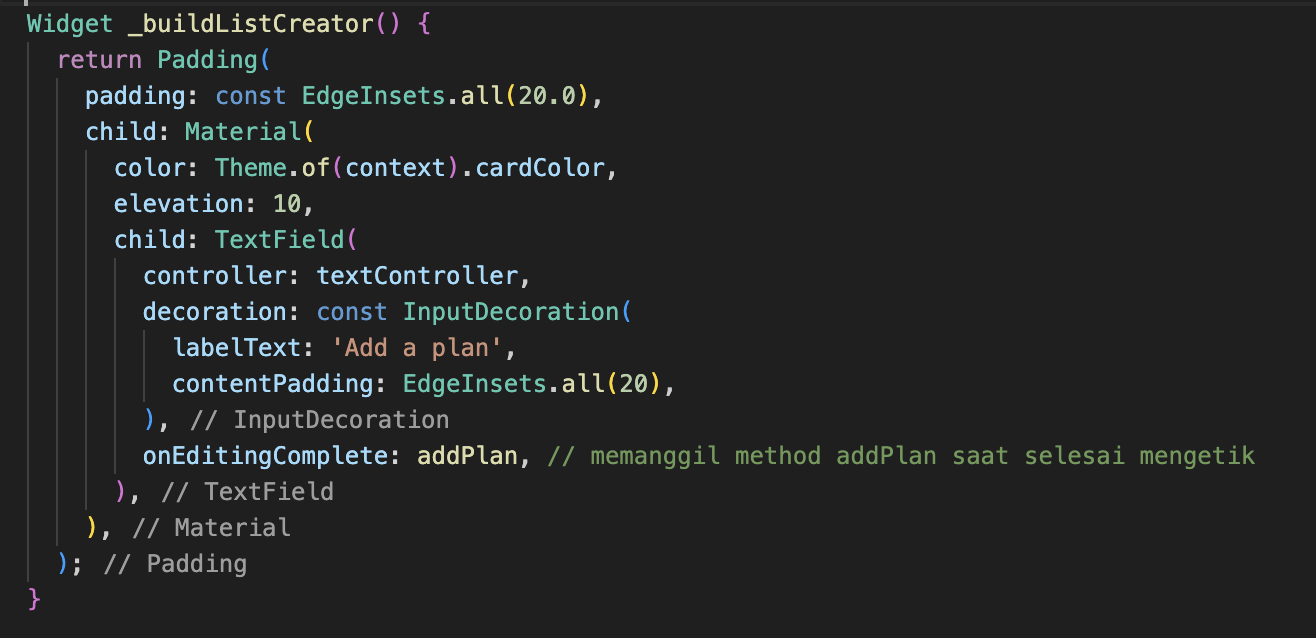 Widget _buildListCreator() {
  return Padding(
    padding: const EdgeInsets.all(20.0),
    child: Material(
      color: Theme.of(context).cardColor,
      elevation: 10,
      child: TextField(
        controller: textController,
        decoration: const InputDecoration(
          labelText: 'Add a plan',
          contentPadding: EdgeInsets.all(20),
        ), // InputDecoration
        onEditingComplete: addPlan, // memanggil method addPlan saat selesai mengetik
      ), // TextField
    ), // Material
  ); // Padding
}